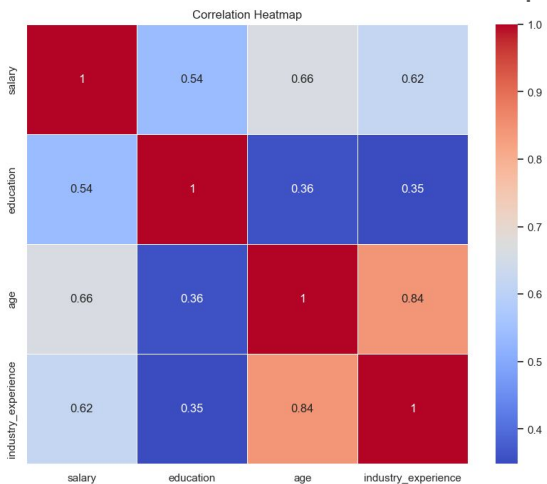 Correlation Heatmap
1.0
salary 1 0.54 0.66 0.62
0.9
0.8
education 0.54 1 0.36 0.35
0.7
0.6
age 0.66 0.36 1 0.84
0.5
industry_experience 0.62 0.35 0.84 1
0.4
salary education age industry_experience